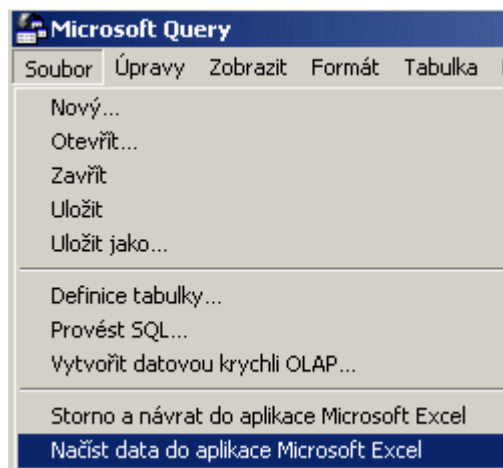 Microsoft Query
Soubor Úpravy Zobrazit Formát Tabulka
Nový...
Otevřít...
Zavřít
Uložit
Uložit jako...
Definice tabulky...
Provést SQL...
Vytvořit datovou krychli OLAP...
Storno a návrat do aplikace Microsoft Excel
Načíst data do aplikace Microsoft Excel